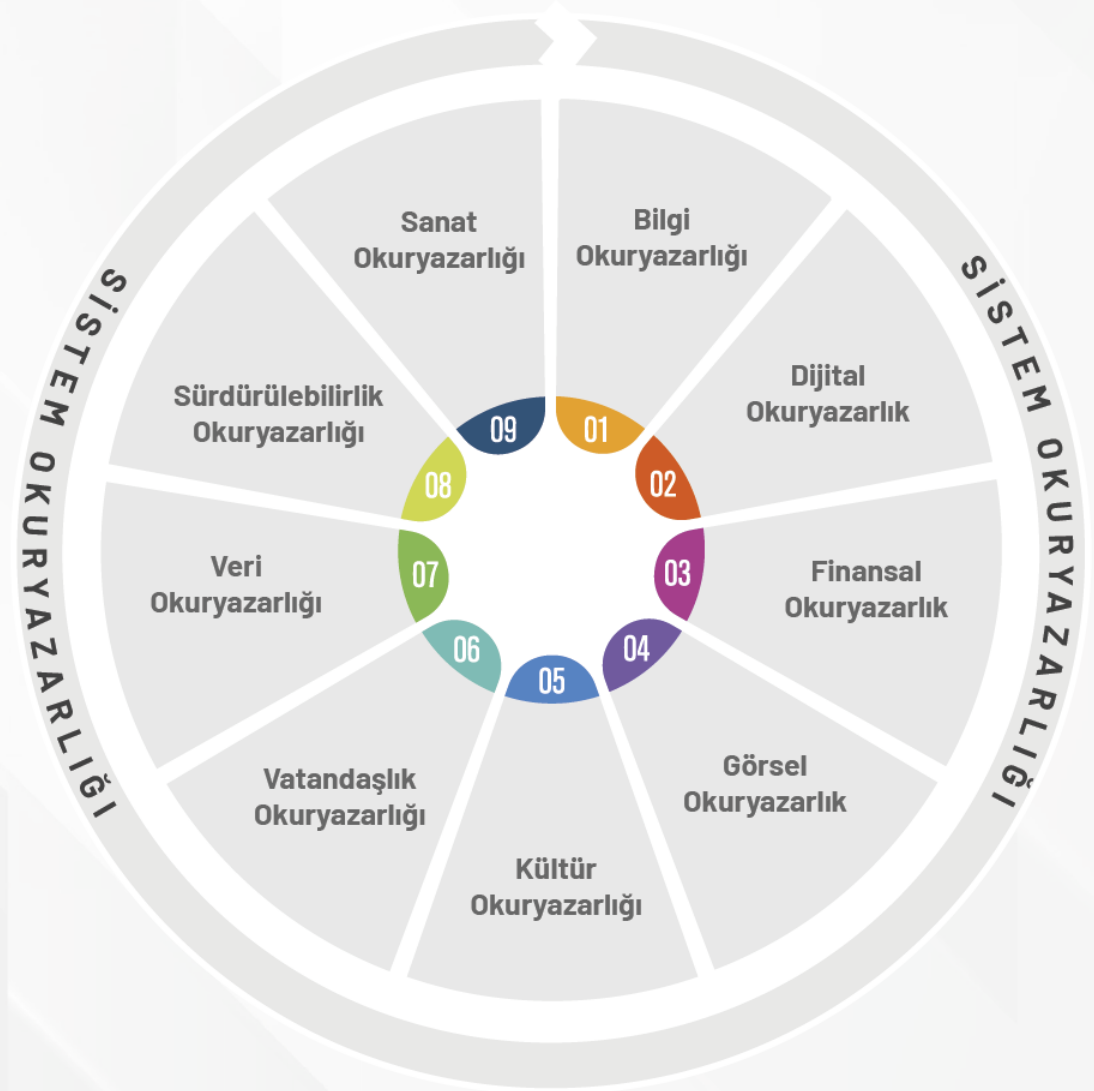 SİSTEM OKURYAZARLIĞI
SİSTEM OKURYAZARLIĞI
Bilgi
Okuryazarlığı
01
Dijital
Okuryazarlık
02
Finansal
Okuryazarlık
03
Görsel
Okuryazarlık
04
Kültür
Okuryazarlığı
05
Vatandaşlık
Okuryazarlığı
06
Veri
Okuryazarlığı
07
Sürdürülebilirlik
Okuryazarlığı
08
Sanat
Okuryazarlığı
09